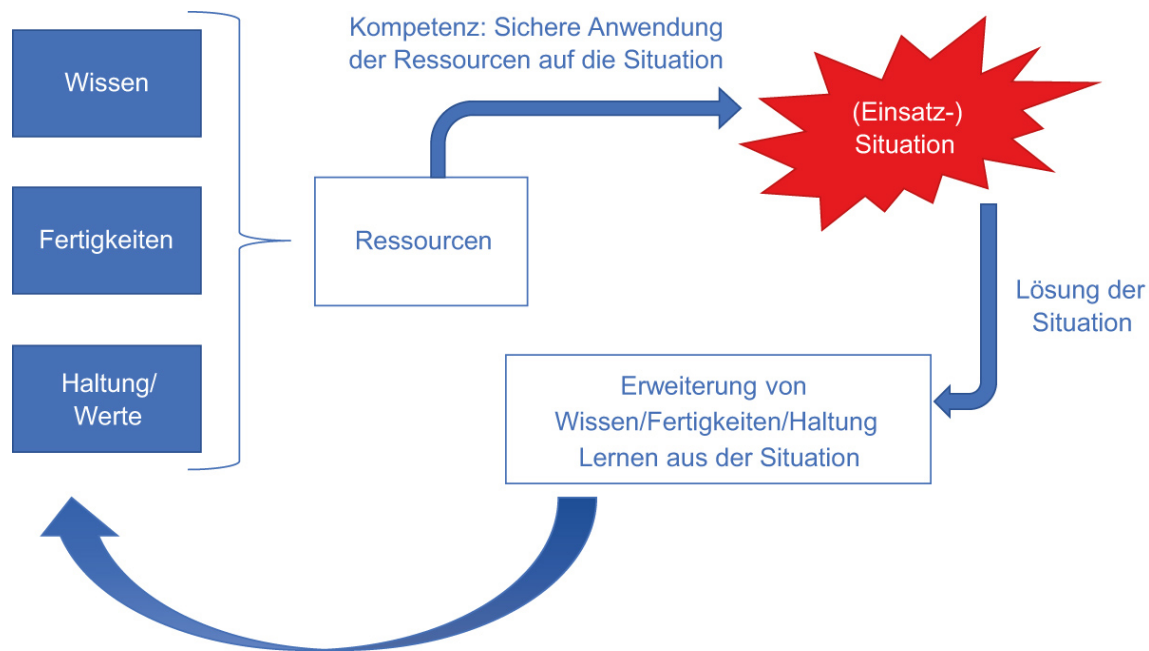 Wissen
Fertigkeiten
Haltung/
Werte
Ressourcen
Kompetenz: Sichere Anwendung
der Ressourcen auf die Situation
(Einsatz-)
Situation
Lösung der
Situation
Erweiterung von
Wissen/Fertigkeiten/Haltung
Lernen aus der Situation